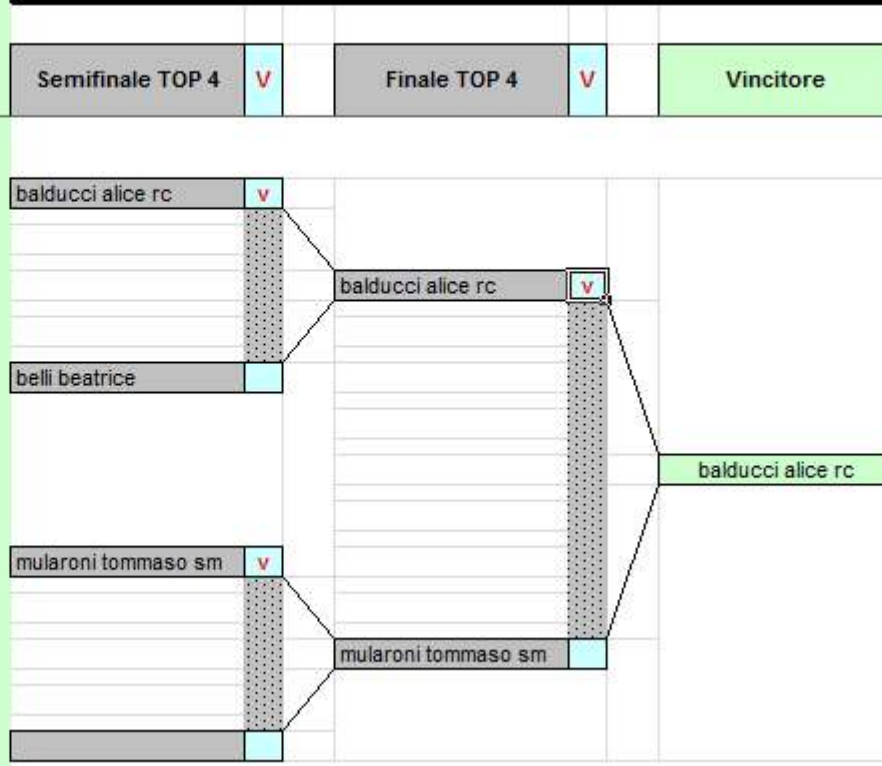 Semifinale TOP 4 V Finale TOP 4 V Vincitore
balducci alice rc v
balducci alice rc v
belli beatrice
balducci alice rc
mularoni tommaso sm v
mularoni tommaso sm